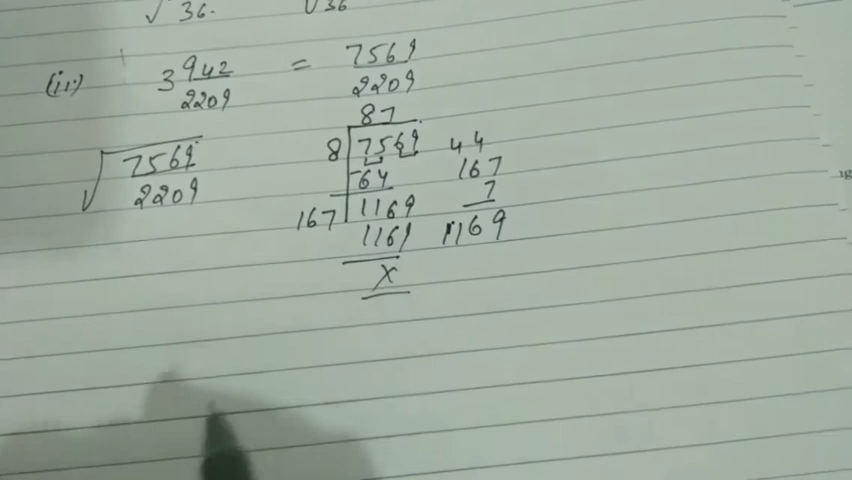 √36. √36
(iii) 3 942/2209 = 7569/2209
√7569/2209
87
8 7569 44
-64 167
7
167 1169 1169
1169
x